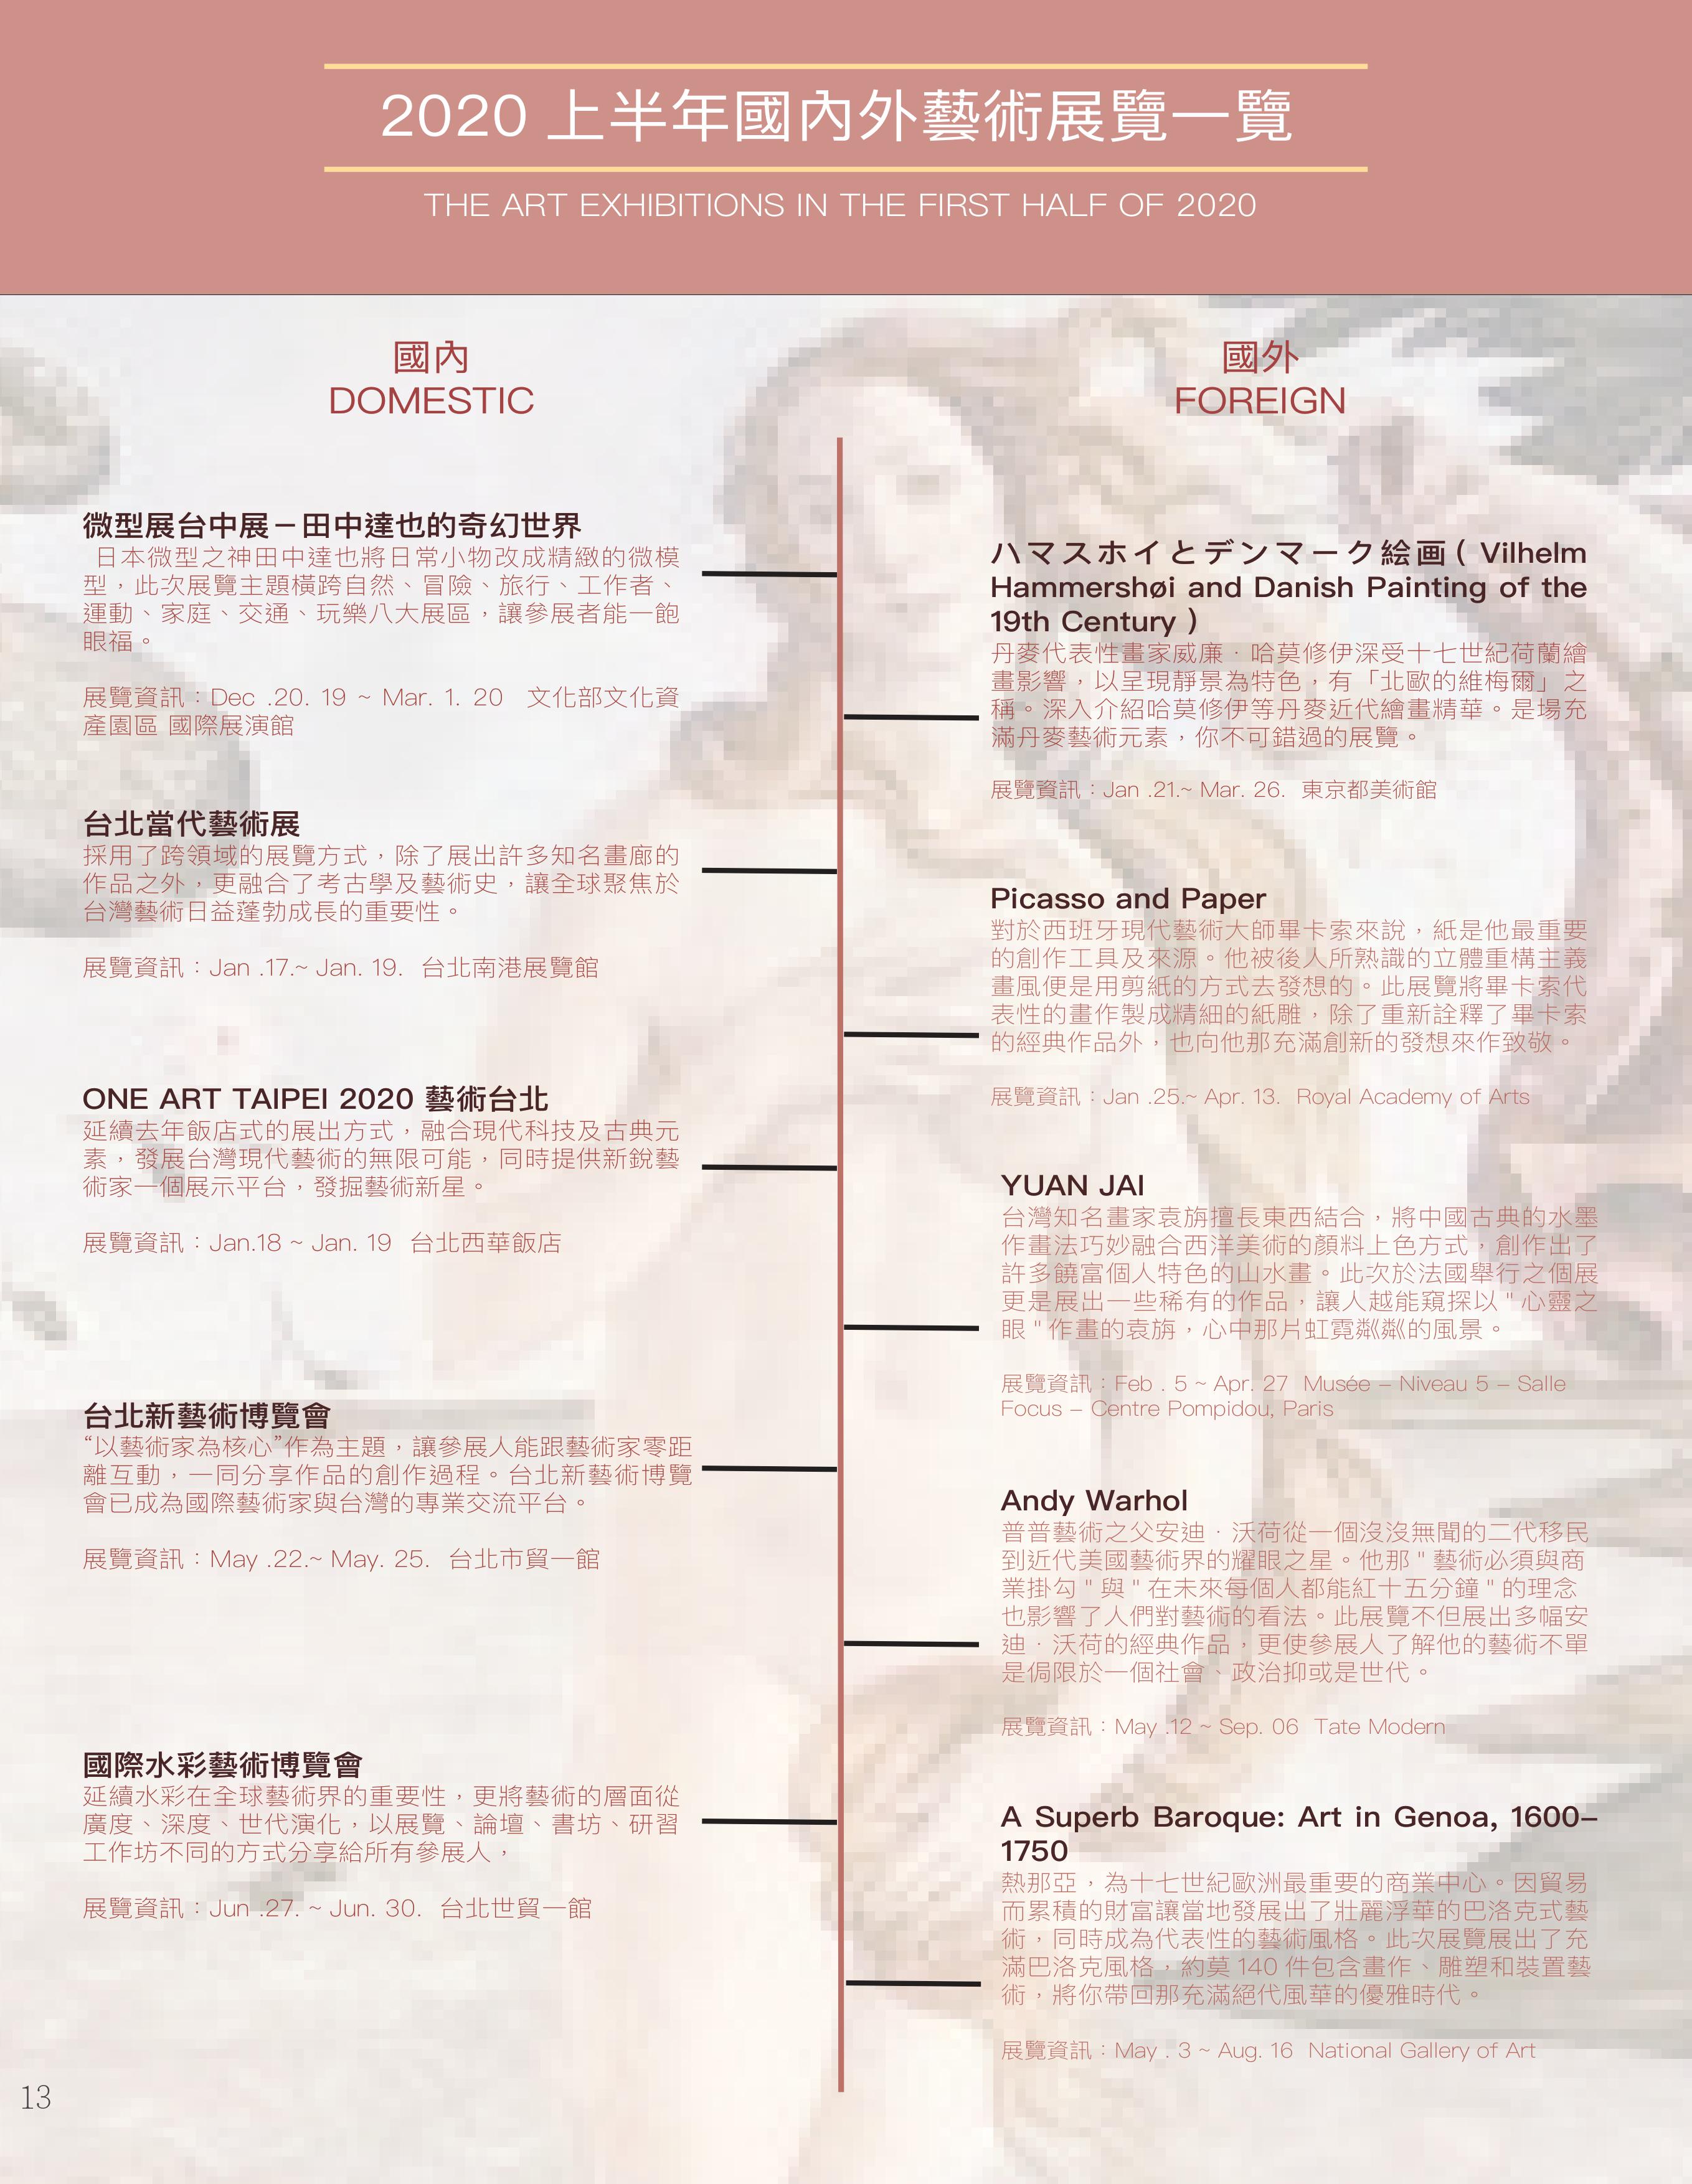 2020 上半年國內外藝術展覽一覽
THE ART EXHIBITIONS IN THE FIRST HALF OF 2020
國內
DOMESTIC
微型展台中展－田中達也的奇幻世界
日本微型之神田中達也將日常小物改成精緻的微模
型，此次展覽主題橫跨自然、冒險、旅行、工作者、
運動、家庭、交通、玩樂八大展區，讓參展者能一飽
眼福。
展覽資訊：Dec .20. 19 ~ Mar. 1. 20 文化部文化資
產園區 國際展演館
台北當代藝術展
採用了跨領域的展覽方式，除了展出許多知名畫廊的
作品之外，更融合了考古學及藝術史，讓全球聚焦於
台灣藝術日益蓬勃成長的重要性。
展覽資訊：Jan .17.~ Jan. 19. 台北南港展覽館
ONE ART TAIPEI 2020 藝術台北
延續去年飯店式的展出方式，融合現代科技及古典元
素，發展台灣現代藝術的無限可能，同時提供新銳藝
術家一個展示平台，發掘藝術新星。
展覽資訊：Jan.18 ~ Jan. 19 台北西華飯店
台北新藝術博覽會
“以藝術家為核心”作為主題，讓參展人能跟藝術家零距
離互動，一同分享作品的創作過程。台北新藝術博覽
會已成為國際藝術家與台灣的專業交流平台。
展覽資訊：May .22.~ May. 25. 台北市貿一館
國際水彩藝術博覽會
延續水彩在全球藝術界的重要性，更將藝術的層面從
廣度、深度、世代演化，以展覽、論壇、書坊、研習
工作坊不同的方式分享給所有參展人，
展覽資訊：Jun .27. ~ Jun. 30. 台北世貿一館
國外
FOREIGN
ハマスホイとデンマーク絵画 ( Vilhelm
Hammershøi and Danish Painting of the
19th Century )
丹麥代表性畫家威廉．哈莫修伊深受十七世紀荷蘭繪
畫影響，以呈現靜景為特色，有「北歐的維梅爾」之
稱。深入介紹哈莫修伊等丹麥近代繪畫精華。是場充
滿丹麥藝術元素，你不可錯過的展覽。
展覽資訊：Jan .21.~ Mar. 26. 東京都美術館
Picasso and Paper
對於西班牙現代藝術大師畢卡索來說，紙是他最重要
的創作工具及來源。他被後人所熟識的立體重構主義
畫風便是用剪紙的方式去發想的。此展覽將畢卡索代
表性的畫作製成精細的紙雕，除了重新詮釋了畢卡索
的經典作品外，也向他那充滿創新的發想來作致敬。
展覽資訊：Jan .25.~ Apr. 13. Royal Academy of Arts
YUAN JAI
台灣知名畫家袁旃擅長東西結合，將中國古典的水墨
作畫法巧妙融合西洋美術的顏料上色方式，創作出了
許多饒富個人特色的山水畫。此次於法國舉行之個展
更是展出一些稀有的作品，讓人越能窺探以 " 心靈之
眼 " 作畫的袁旃，心中那片虹霓粼粼的風景。
展覽資訊：Feb . 5 ~ Apr. 27 Musée – Niveau 5 – Salle
Focus – Centre Pompidou, Paris
Andy Warhol
普普藝術之父安迪．沃荷從一個沒沒無聞的二代移民
到近代美國藝術界的耀眼之星。他那 " 藝術必須與商
業掛勾 " 與 " 在未來每個人都能紅十五分鐘 " 的理念
也影響了人們對藝術的看法。此展覽不但展出多幅安
迪．沃荷的經典作品，更使參展人了解他的藝術不單
是侷限於一個社會、政治抑或是世代。
展覽資訊：May .12 ~ Sep. 06 Tate Modern
A Superb Baroque: Art in Genoa, 1600–
1750
熱那亞，為十七世紀歐洲最重要的商業中心。因貿易
而累積的財富讓當地發展出了壯麗浮華的巴洛克式藝
術，同時成為代表性的藝術風格。此次展覽展出了充
滿巴洛克風格，約莫 140 件包含畫作、雕塑和裝置藝
術，將你帶回那充滿絕代風華的優雅時代。
展覽資訊：May . 3 ~ Aug. 16 National Gallery of Art
13